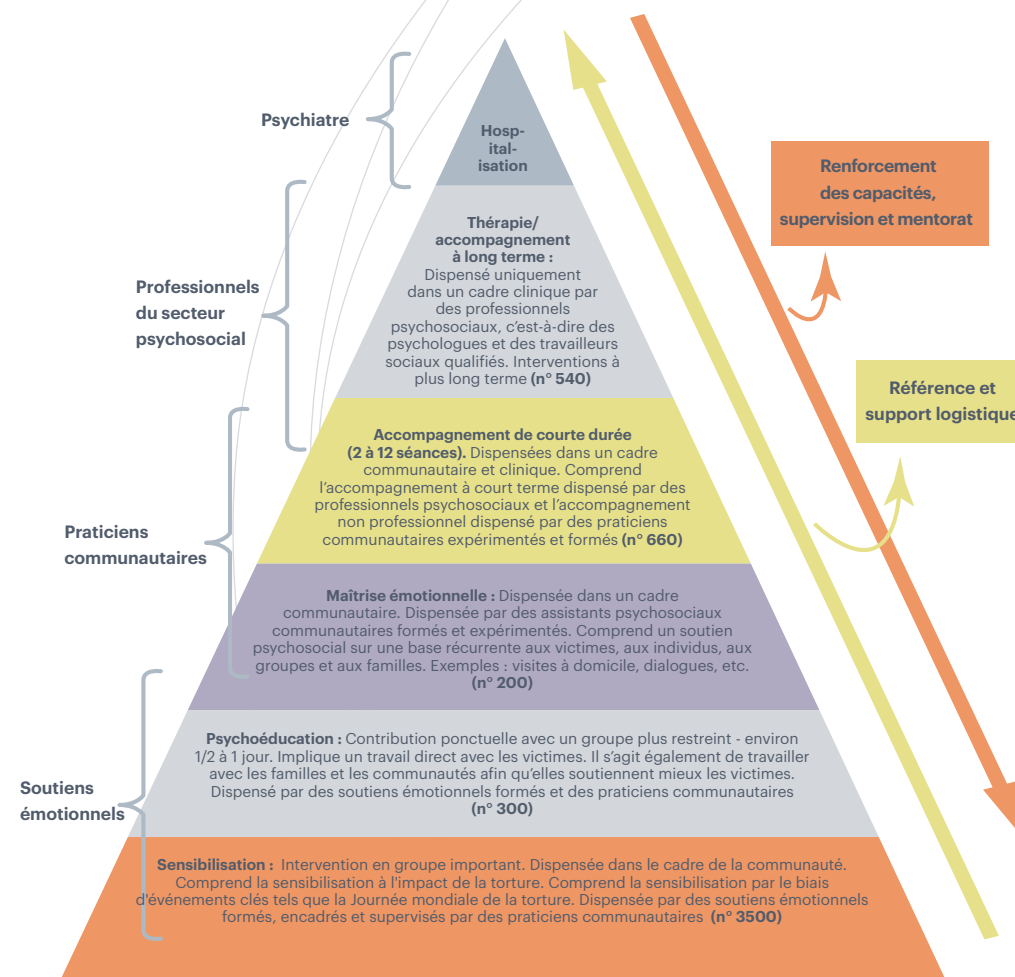 Psychiatre
Hosp-
ital-
isation
Renforcement
des capacités,
supervision et mentorat
Professionnels
du secteur
psychosocial
Thérapie/
accompagnement
à long terme :
Dispensé uniquement
dans un cadre clinique par
des professionnels
psychosociaux, c’est-à-dire des
psychologues et des travailleurs
sociaux qualifiés. Interventions à
plus long terme (n° 540)
Référence et
support logistique
Accompagnement de courte durée
(2 à 12 séances). Dispensées dans un cadre
communautaire et clinique. Comprend
l’accompagnement à court terme dispensé par des
professionnels psychosociaux et l’accompagnement
non professionnel dispensé par des praticiens
communautaires expérimentés et formés (n° 660)
Praticiens
communautaires
Maîtrise émotionnelle : Dispensée dans un cadre
communautaire. Dispensée par des assistants psychosociaux
communautaires formés et expérimentés. Comprend un soutien
psychosocial sur une base récurrente aux victimes, aux individus, aux
groupes et aux familles. Exemples : visites à domicile, dialogues, etc.
(n° 200)
Soutiens
émotionnels
Psychoéducation : Contribution ponctuelle avec un groupe plus restreint - environ
1/2 à 1 jour. Implique un travail direct avec les victimes. Il s’agit également de travailler
avec les familles et les communautés afin qu’elles soutiennent mieux les victimes.
Dispensé par des soutiens émotionnels formés et des praticiens communautaires
(n° 300)
Sensibilisation : Intervention en groupe important. Dispensée dans le cadre de la communauté.
Comprend la sensibilisation à l'impact de la torture. Comprend la sensibilisation par le biais
d'événements clés tels que la Journée mondiale de la torture. Dispensée par des soutiens émotionnels
formés, encadrés et supervisés par des praticiens communautaires (n° 3500)